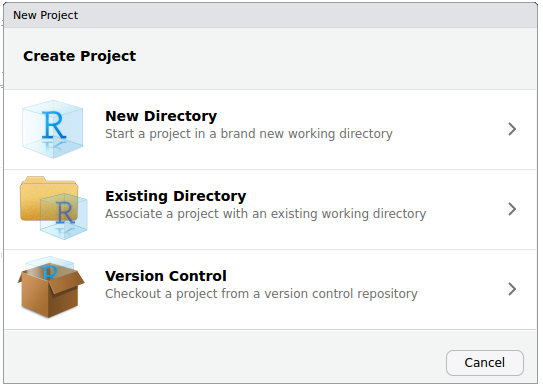 New Project
Create Project
New Directory
Start a project in a brand new working directory
Existing Directory
Associate a project with an existing working directory
Version Control
Checkout a project from a version control repository
Cancel